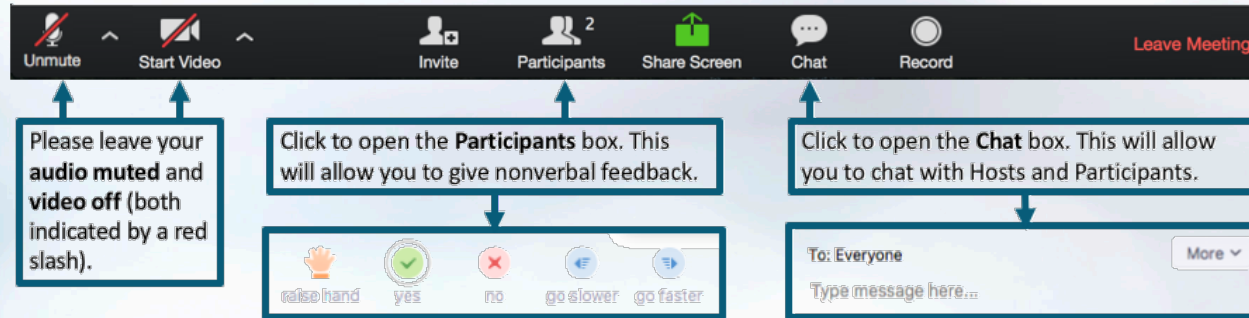 2
Unmute
Start Video
Invite
Participants
Share Screen
Chat
Record
Leave Meeting
Please leave your
audio muted and
video off (both
indicated by a red
slash).
Click to open the Participants box. This
will allow you to give nonverbal feedback.
Click to open the Chat box. This will allow
you to chat with Hosts and Participants.
raise hand
yes
no
go slower
go faster
To: Everyone
More
Type message here...